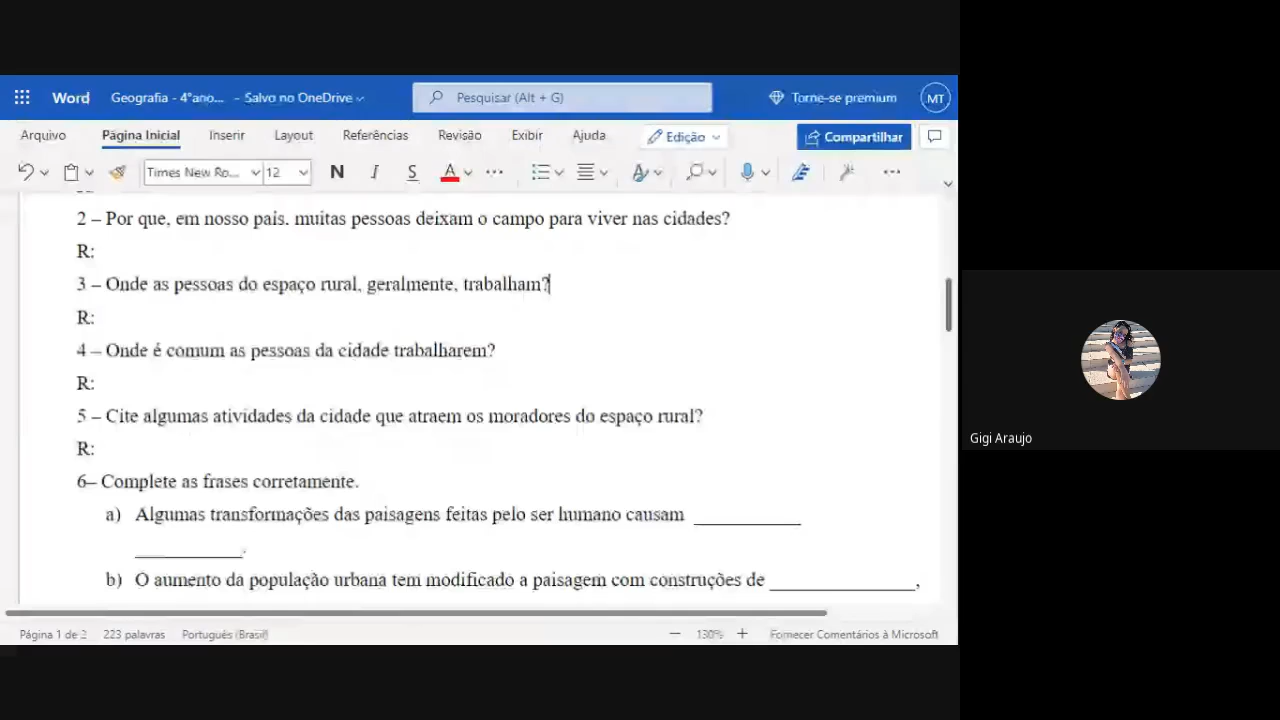 Word Geografia - 4°ano... – Salvo no OneDrive Pesquisar (Alt + G) Torne-se premium MT
Arquivo Página Inicial Inserir Layout Referências Revisão Exibir Ajuda Edição Compartilhar
Times New Ro... 12 N I S A ...
2 – Por que, em nosso país. muitas pessoas deixam o campo para viver nas cidades?
R:
3 – Onde as pessoas do espaço rural, geralmente, trabalham?
R:
4 – Onde é comum as pessoas da cidade trabalharem?
R:
5 – Cite algumas atividades da cidade que atraem os moradores do espaço rural?
R:
6– Complete as frases corretamente.
a) Algumas transformações das paisagens feitas pelo ser humano causam ___________
___________.
b) O aumento da população urbana tem modificado a paisagem com construções de _______________,
Página 1 de 2 223 palavras Português (Brasil) — 130% + Fornecer Comentários à Microsoft
Gigi Araujo